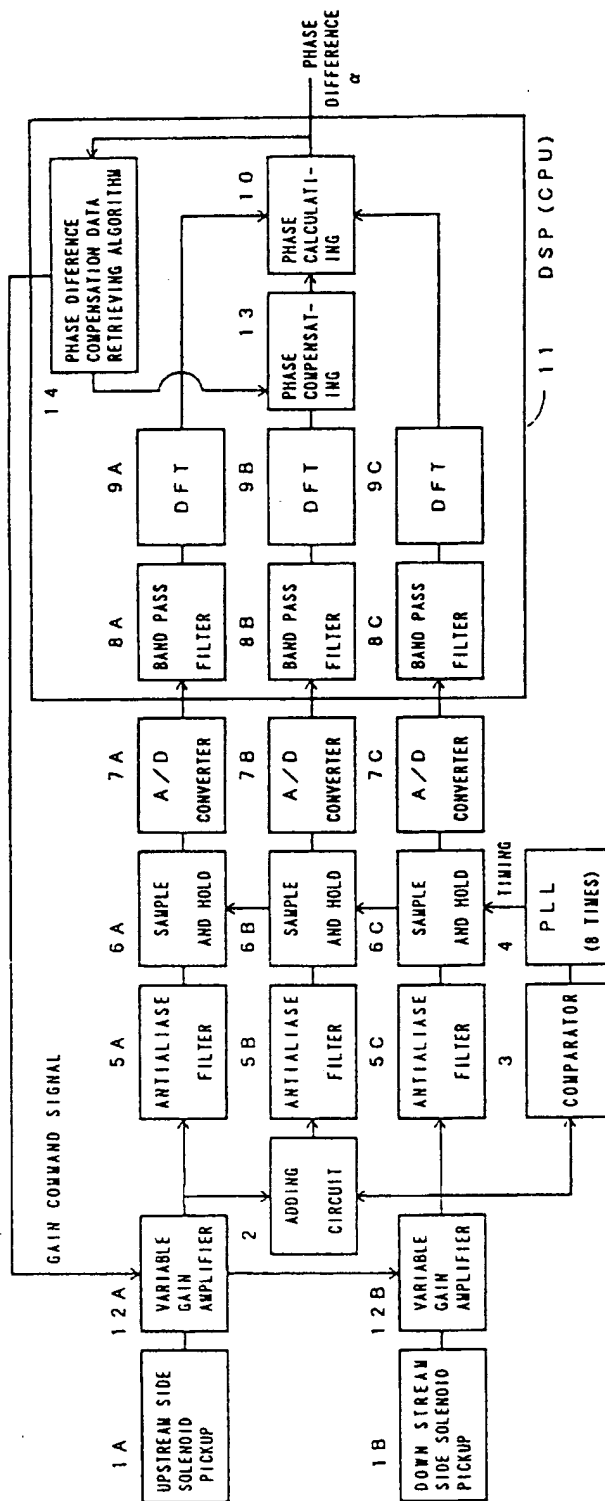 1A
UPSTREAM SIDE
SOLENOID
PICKUP
1B
DOWN STREAM
SIDE SOLENOID
PICKUP
GAIN COMMAND SIGNAL
12A
VARIABLE
GAIN
AMPLIFIER
12B
VARIABLE
GAIN
AMPLIFIER
2
ADDING
CIRCUIT
5A
ANTIALIASE
FILTER
5B
ANTIALIASE
FILTER
5C
ANTIALIASE
FILTER
3
COMPARATOR
6A
SAMPLE
AND HOLD
6B
SAMPLE
AND HOLD
6C
SAMPLE
AND HOLD
TIMING
4
PLL
(8 TIMES)
7A
A/D
CONVERTER
7B
A/D
CONVERTER
7C
A/D
CONVERTER
8A
BAND PASS
FILTER
8B
BAND PASS
FILTER
8C
BAND PASS
FILTER
9A
DFT
9B
DFT
9C
DFT
14
PHASE DIFERENCE
COMPENSATION DATA
RETRIEVING ALGORITHM
13
PHASE
COMPENSAT-
ING
10
PHASE
CALCULATI-
ING
11
DSP (CPU)
PHASE
DIFFERENCE
α